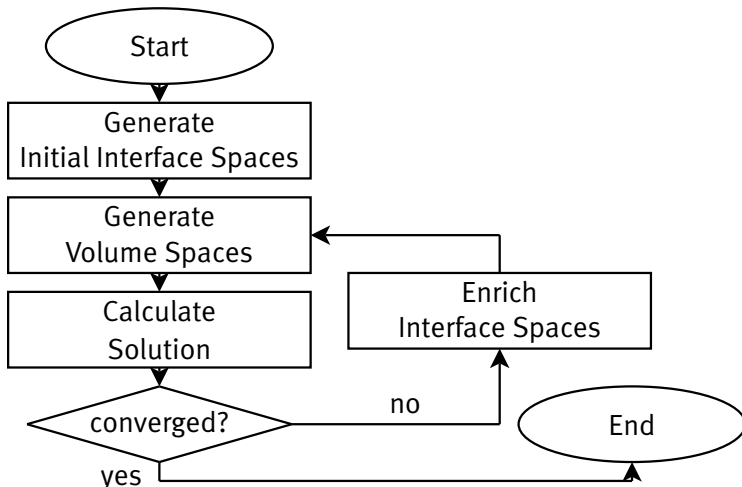 Start
Generate
Initial Interface Spaces
Generate
Volume Spaces
Calculate
Solution
Enrich
Interface Spaces
converged?
no
End
yes